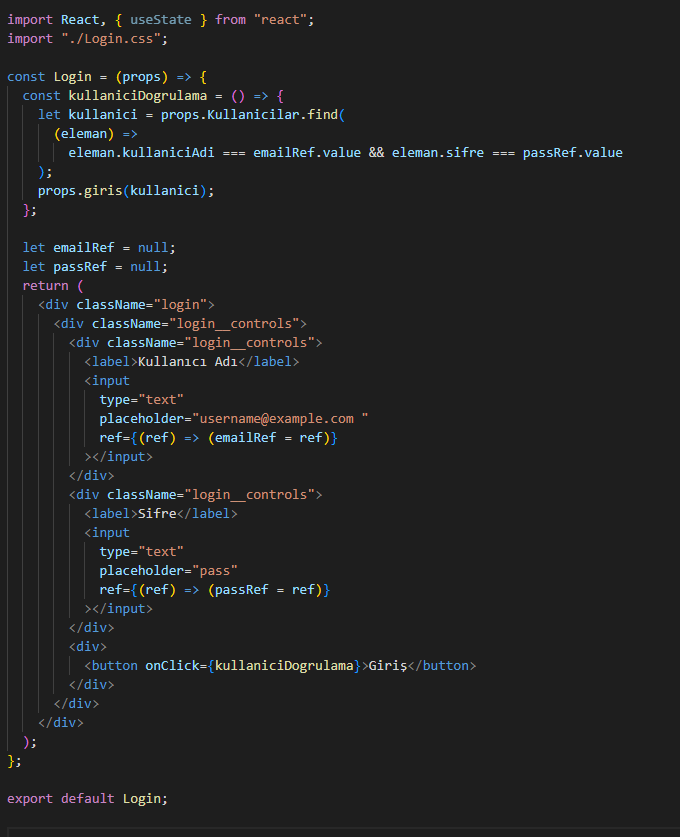 import React, { useState } from "react";
import "./Login.css";

const Login = (props) => {
  const kullaniciDogrulama = () => {
    let kullanici = props.Kullanicilar.find(
      (eleman) =>
        eleman.kullaniciAdi === emailRef.value && eleman.sifre === passRef.value
    );
    props.giris(kullanici);
  };

  let emailRef = null;
  let passRef = null;
  return (
    <div className="login">
      <div className="login__controls">
        <div className="login__controls">
          <label>Kullanıcı Adı</label>
          <input
            type="text"
            placeholder="username@example.com "
            ref={(ref) => (emailRef = ref)}
          ></input>
        </div>
        <div className="login__controls">
          <label>Sifre</label>
          <input
            type="text"
            placeholder="pass"
            ref={(ref) => (passRef = ref)}
          ></input>
        </div>
        <div>
          <button onClick={kullaniciDogrulama}>Giriş</button>
        </div>
      </div>
    </div>
  );
};

export default Login;